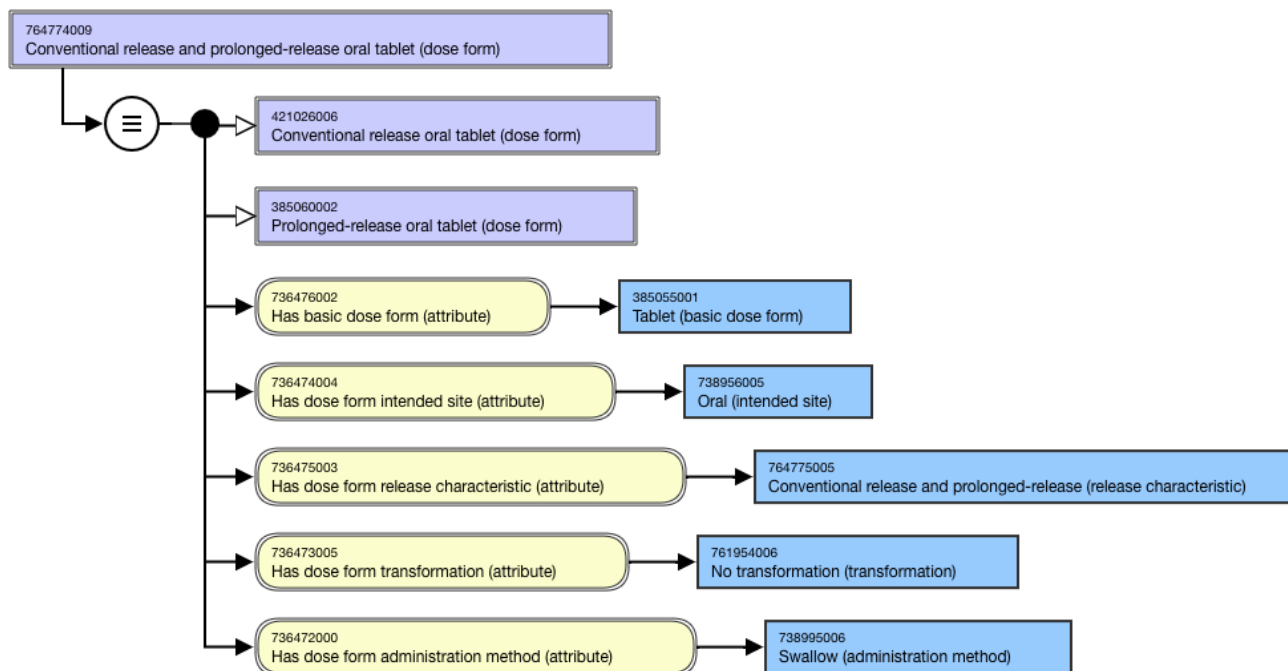 764774009
Conventional release and prolonged-release oral tablet (dose form)
421026006
Conventional release oral tablet (dose form)
385060002
Prolonged-release oral tablet (dose form)
736476002
Has basic dose form (attribute)
385055001
Tablet (basic dose form)
736474004
Has dose form intended site (attribute)
738956005
Oral (intended site)
736475003
Has dose form release characteristic (attribute)
764775005
Conventional release and prolonged-release (release characteristic)
736473005
Has dose form transformation (attribute)
761954006
No transformation (transformation)
736472000
Has dose form administration method (attribute)
738995006
Swallow (administration method)